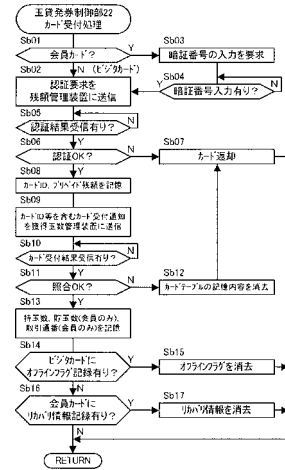 玉貸発券制御部22
カード受付処理
Sb01
会員カード?
Y
N
(ビジタカード)
Sb03
暗証番号の入力を要求
Sb04
暗証番号入力有り?
N
Y
Sb02
認証要求を
残額管理装置に送信
Sb05
認証結果受信有り?
N
Y
Sb06
認証OK?
N
Y
Sb07
カード返却
Sb08
カードID、プリペイド残額を記憶
Sb09
カードID等を含むカード受付通知
を獲得玉数管理装置に送信
Sb10
カード受付結果受信有り?
N
Y
Sb11
照合OK?
N
Y
Sb12
カードテーブルの記憶内容を消去
Sb13
持玉数、貯玉数(会員のみ)、
取引通番(会員のみ)を記憶
Sb14
ビジタカードに
オフラインフラグ記録有り?
Y
N
Sb15
オフラインフラグを消去
Sb16
会員カードに
リカバリ情報記録有り?
Y
N
Sb17
リカバリ情報を消去
RETURN